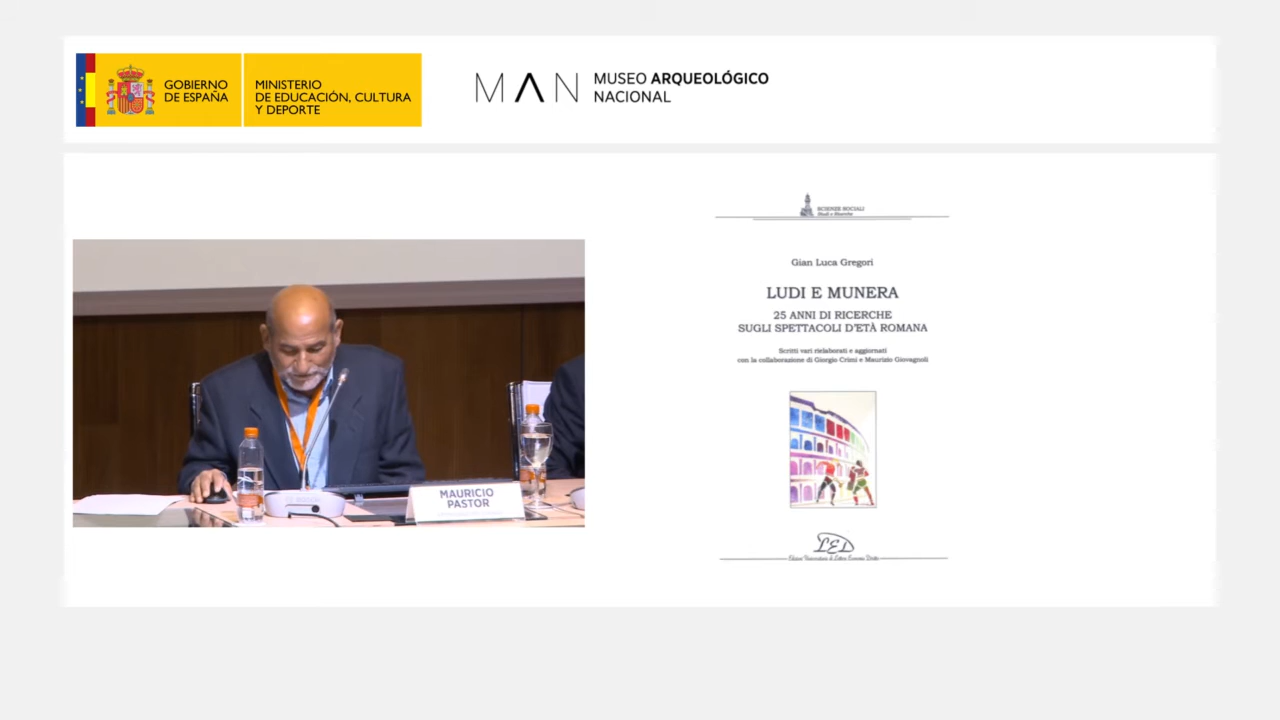 GOBIERNO
DE ESPAÑA
MINISTERIO
DE EDUCACIÓN, CULTURA
Y DEPORTE
MAN
MUSEO ARQUEOLÓGICO
NACIONAL
SCIENZE SOCIALI
Studi e Ricerche
Gian Luca Gregori
LUDI E MUNERA
25 ANNI DI RICERCHE
SUGLI SPETTACOLI D'ETÀ ROMANA
Scritti vari rielaborati e aggiornati
con la collaborazione di Giorgio Crimi e Maurizio Giovagnoli
MAURICIO
PASTOR
LED